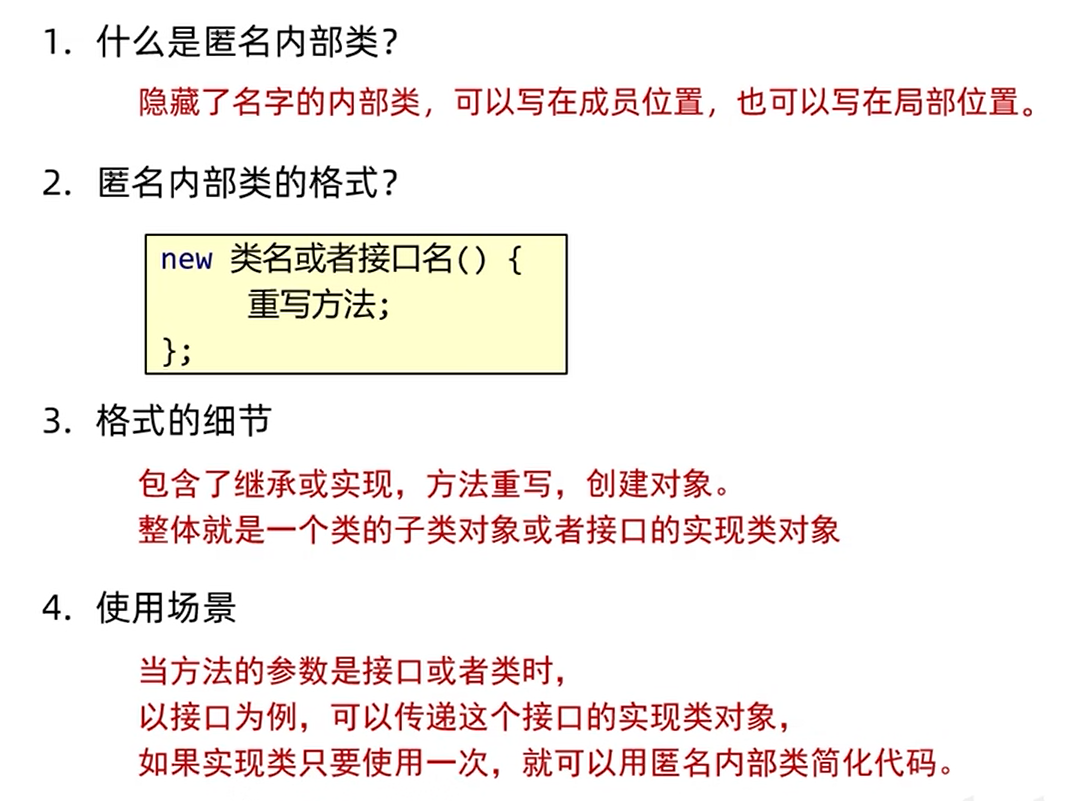 1. 什么是匿名内部类？
隐藏了名字的内部类，可以写在成员位置，也可以写在局部位置。
2. 匿名内部类的格式？
new 类名或者接口名() {
重写方法;
};
3. 格式的细节
包含了继承或实现，方法重写，创建对象。
整体就是一个类的子类对象或者接口的实现类对象
4. 使用场景
当方法的参数是接口或者类时，
以接口为例，可以传递这个接口的实现类对象，
如果实现类只要使用一次，就可以用匿名内部类简化代码。